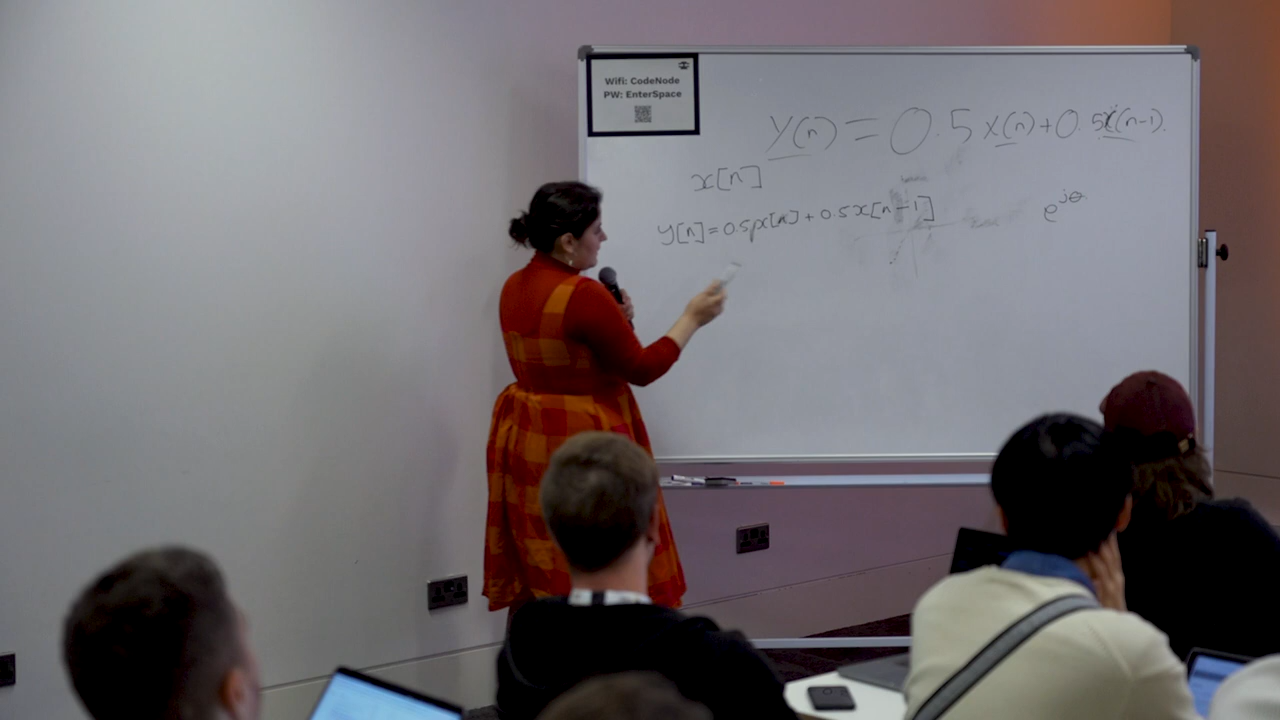 Wifi: CodeNode
PW: EnterSpace
y(n) = 0.5 x(n) + 0.5x(n-1).
x[n]
y[n] = 0.5x[n] + 0.5x[n-1]
e^jθ